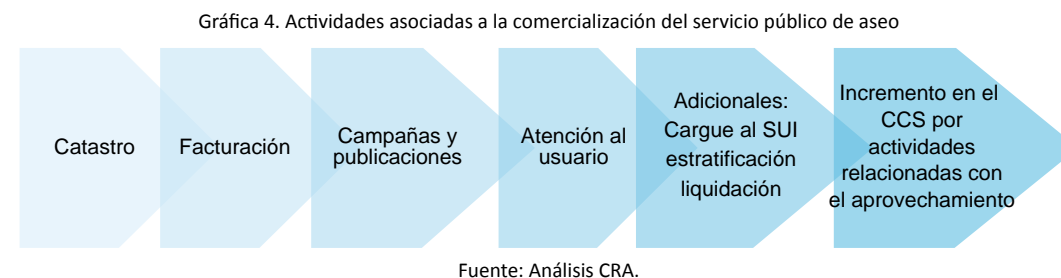 Gráfica 4. Actividades asociadas a la comercialización del servicio público de aseo
Catastro
Facturación
Campañas y
publicaciones
Atención al
usuario
Adicionales:
Cargue al SUI
estratificación
liquidación
Incremento en el
CCS por
actividades
relacionadas con
el aprovechamiento
Fuente: Análisis CRA.